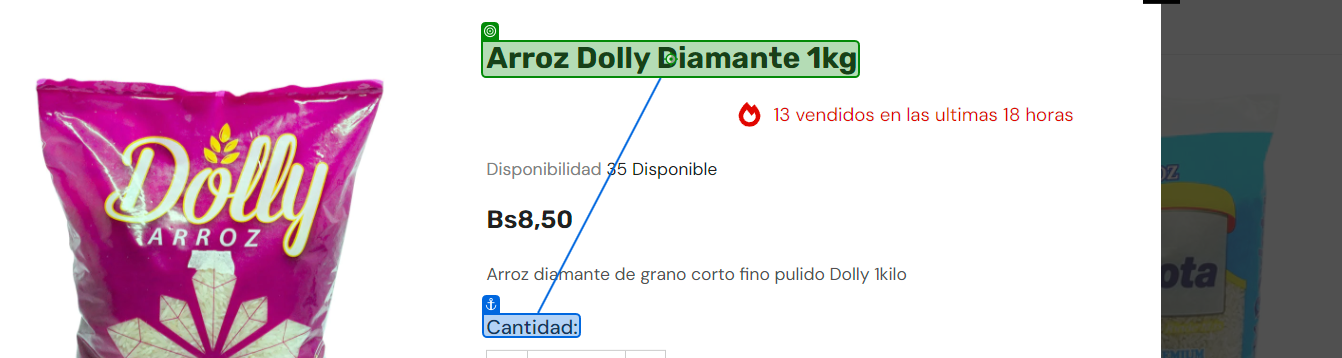 Arroz Dolly Diamante 1kg
13 vendidos en las ultimas 18 horas
Disponibilidad 35 Disponible
Bs8,50
Arroz diamante de grano corto fino pulido Dolly 1kilo
Cantidad:
Dolly
ARROZ